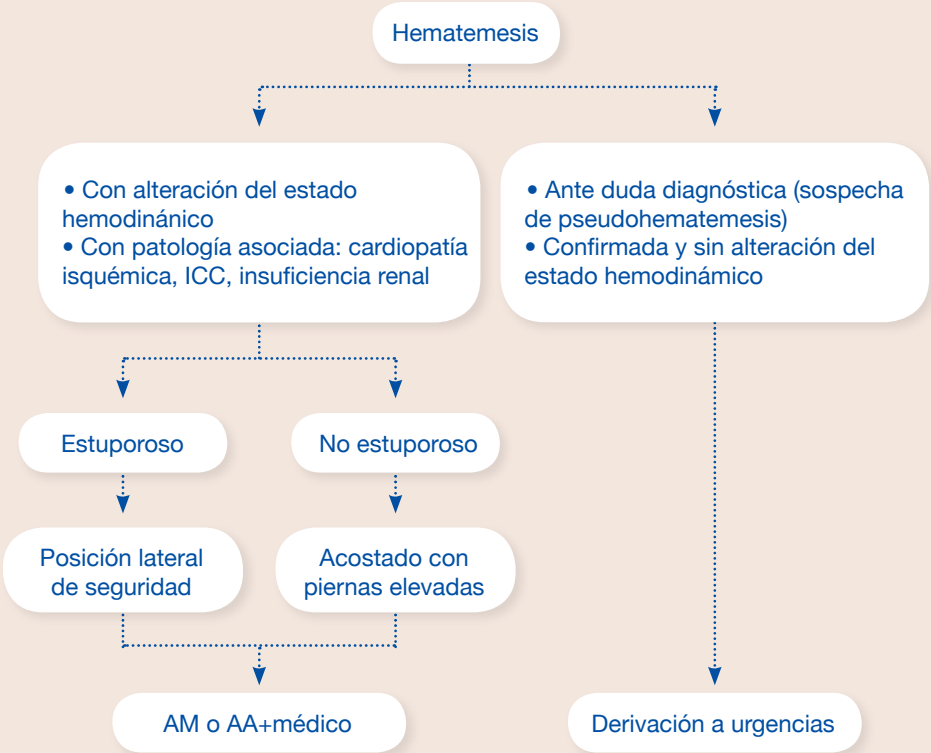 Hematemesis
• Con alteración del estado
hemodinánico
• Con patología asociada: cardiopatía
isquémica, ICC, insuficiencia renal
• Ante duda diagnóstica (sospecha
de pseudohematemesis)
• Confirmada y sin alteración del
estado hemodinámico
Estuporoso
No estuporoso
Posición lateral
de seguridad
Acostado con
piernas elevadas
AM o AA+médico
Derivación a urgencias